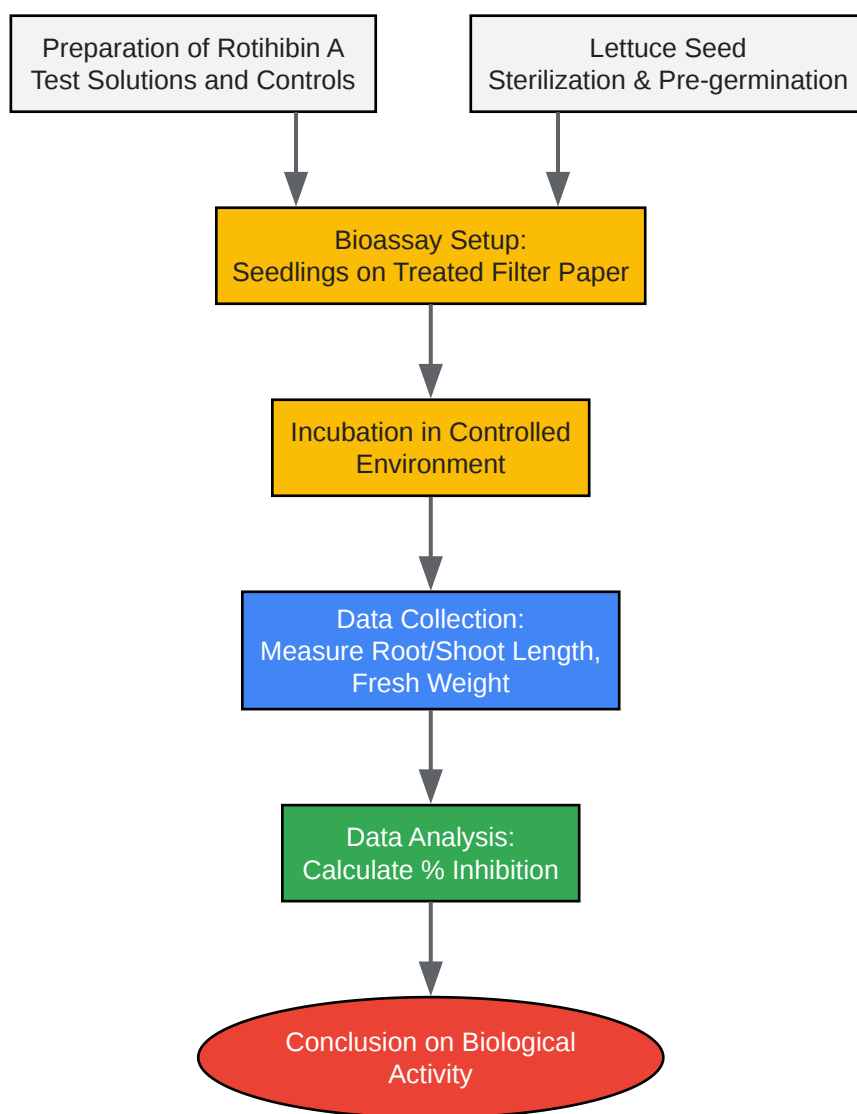 Preparation of Rotihibin A
Test Solutions and Controls
Lettuce Seed
Sterilization & Pre-germination
Bioassay Setup:
Seedlings on Treated Filter Paper
Incubation in Controlled
Environment
Data Collection:
Measure Root/Shoot Length,
Fresh Weight
Data Analysis:
Calculate % Inhibition
Conclusion on Biological
Activity